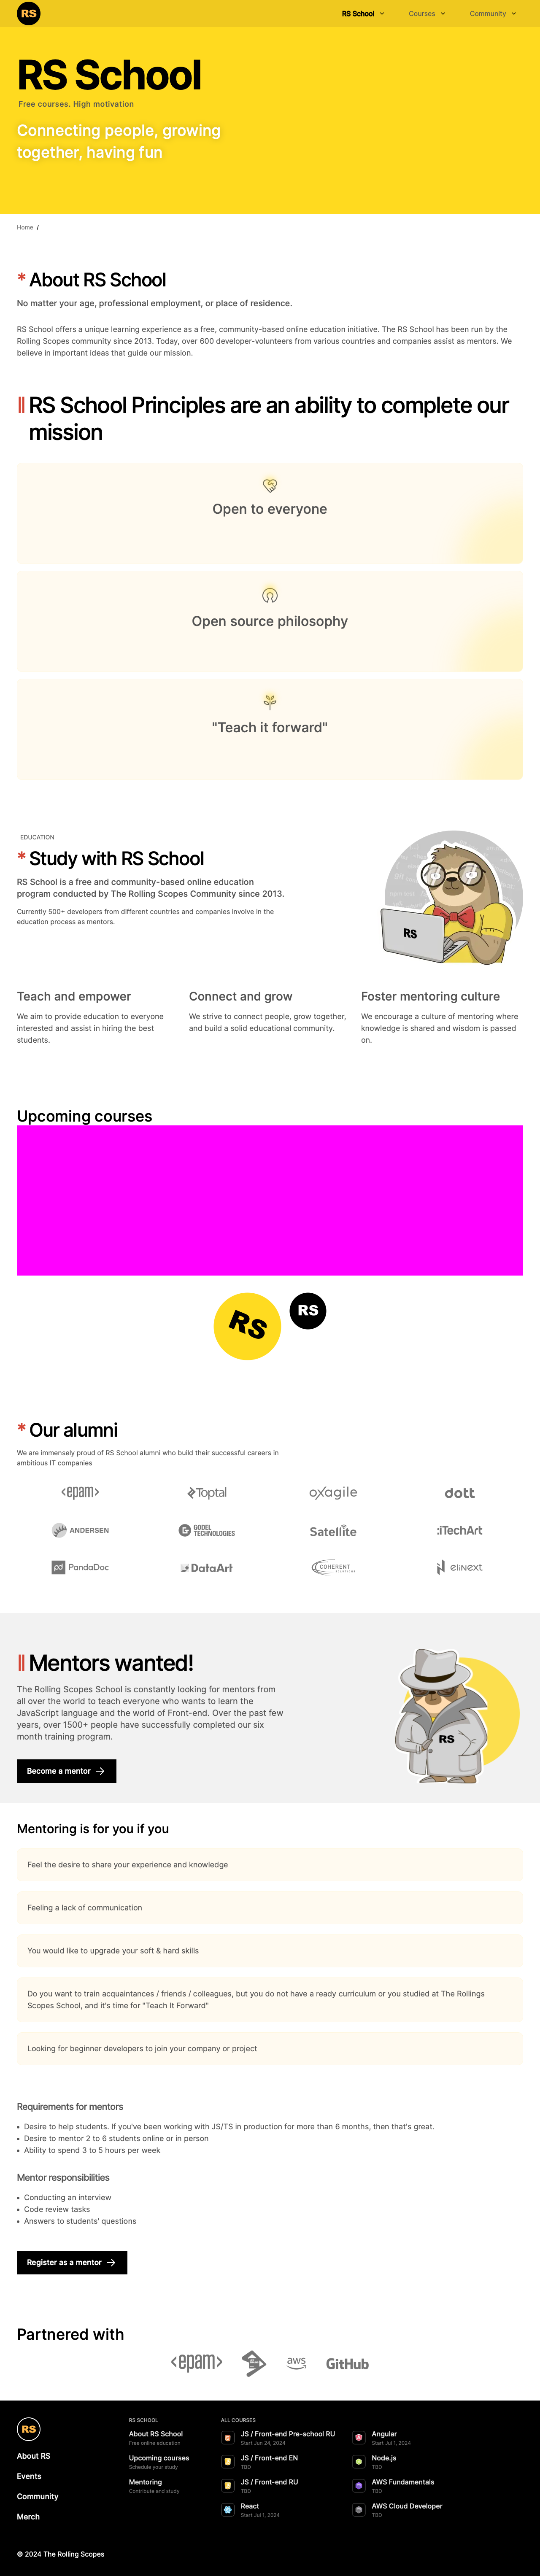 RS
RS School
Courses
Community
RS School
Free courses. High motivation
Connecting people, growing
together, having fun
Home /
* About RS School
No matter your age, professional employment, or place of residence.
RS School offers a unique learning experience as a free, community-based online education initiative. The RS School has been run by the
Rolling Scopes community since 2013. Today, over 600 developer-volunteers from various countries and companies assist as mentors. We
believe in important ideas that guide our mission.
RS School Principles are an ability to complete our
mission
Open to everyone
Open source philosophy
"Teach it forward"
EDUCATION
* Study with RS School
RS School is a free and community-based online education
program conducted by The Rolling Scopes Community since 2013.
Currently 500+ developers from different countries and companies involve in the
education process as mentors.
RS
Teach and empower
We aim to provide education to everyone
interested and assist in hiring the best
students.
Connect and grow
We strive to connect people, grow together,
and build a solid educational community.
Foster mentoring culture
We encourage a culture of mentoring where
knowledge is shared and wisdom is passed
on.
Upcoming courses
RS
RS
* Our alumni
We are immensely proud of RS School alumni who build their successful careers in
ambitious IT companies
<epam>
Toptal
oxagile
dott
ANDERSEN
GODEL
TECHNOLOGIES
Satellite
:iTechArt
pd PandaDoc
DataArt
COHERENT
SOLUTIONS
elinext
Mentors wanted!
The Rolling Scopes School is constantly looking for mentors from
all over the world to teach everyone who wants to learn the
JavaScript language and the world of Front-end. Over the past few
years, over 1500+ people have successfully completed our six
month training program.
Become a mentor
RS
Mentoring is for you if you
Feel the desire to share your experience and knowledge
Feeling a lack of communication
You would like to upgrade your soft & hard skills
Do you want to train acquaintances / friends / colleagues, but you do not have a ready curriculum or you studied at The Rollings
Scopes School, and it's time for "Teach It Forward"
Looking for beginner developers to join your company or project
Requirements for mentors
• Desire to help students. If you've been working with JS/TS in production for more than 6 months, then that's great.
• Desire to mentor 2 to 6 students online or in person
• Ability to spend 3 to 5 hours per week
Mentor responsibilities
• Conducting an interview
• Code review tasks
• Answers to students' questions
Register as a mentor
Partnered with
<epam>
aws
GitHub
RS
About RS
Events
Community
Merch
RS SCHOOL
About RS School
Free online education
Upcoming courses
Schedule your study
Mentoring
Contribute and study
ALL COURSES
JS / Front-end Pre-school RU
Start Jun 24, 2024
JS / Front-end EN
TBD
JS / Front-end RU
TBD
React
Start Jul 1, 2024
Angular
Start Jul 1, 2024
Node.js
TBD
AWS Fundamentals
TBD
AWS Cloud Developer
TBD
© 2024 The Rolling Scopes